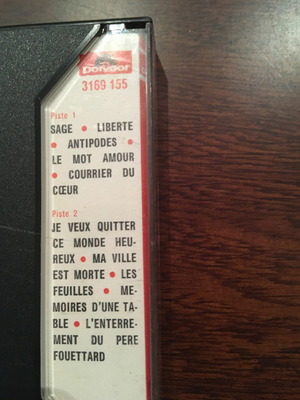 polydor
3169 155
Piste 1
SAGE • LIBERTE
• ANTIPODES •
LE MOT AMOUR
• COURRIER DU
CŒUR
Piste 2
JE VEUX QUITTER
CE MONDE HEU-
REUX • MA VILLE
EST MORTE • LES
FEUILLES • ME-
MOIRES D'UNE TA-
BLE • L'ENTERRE-
MENT DU PERE
FOUETTARD